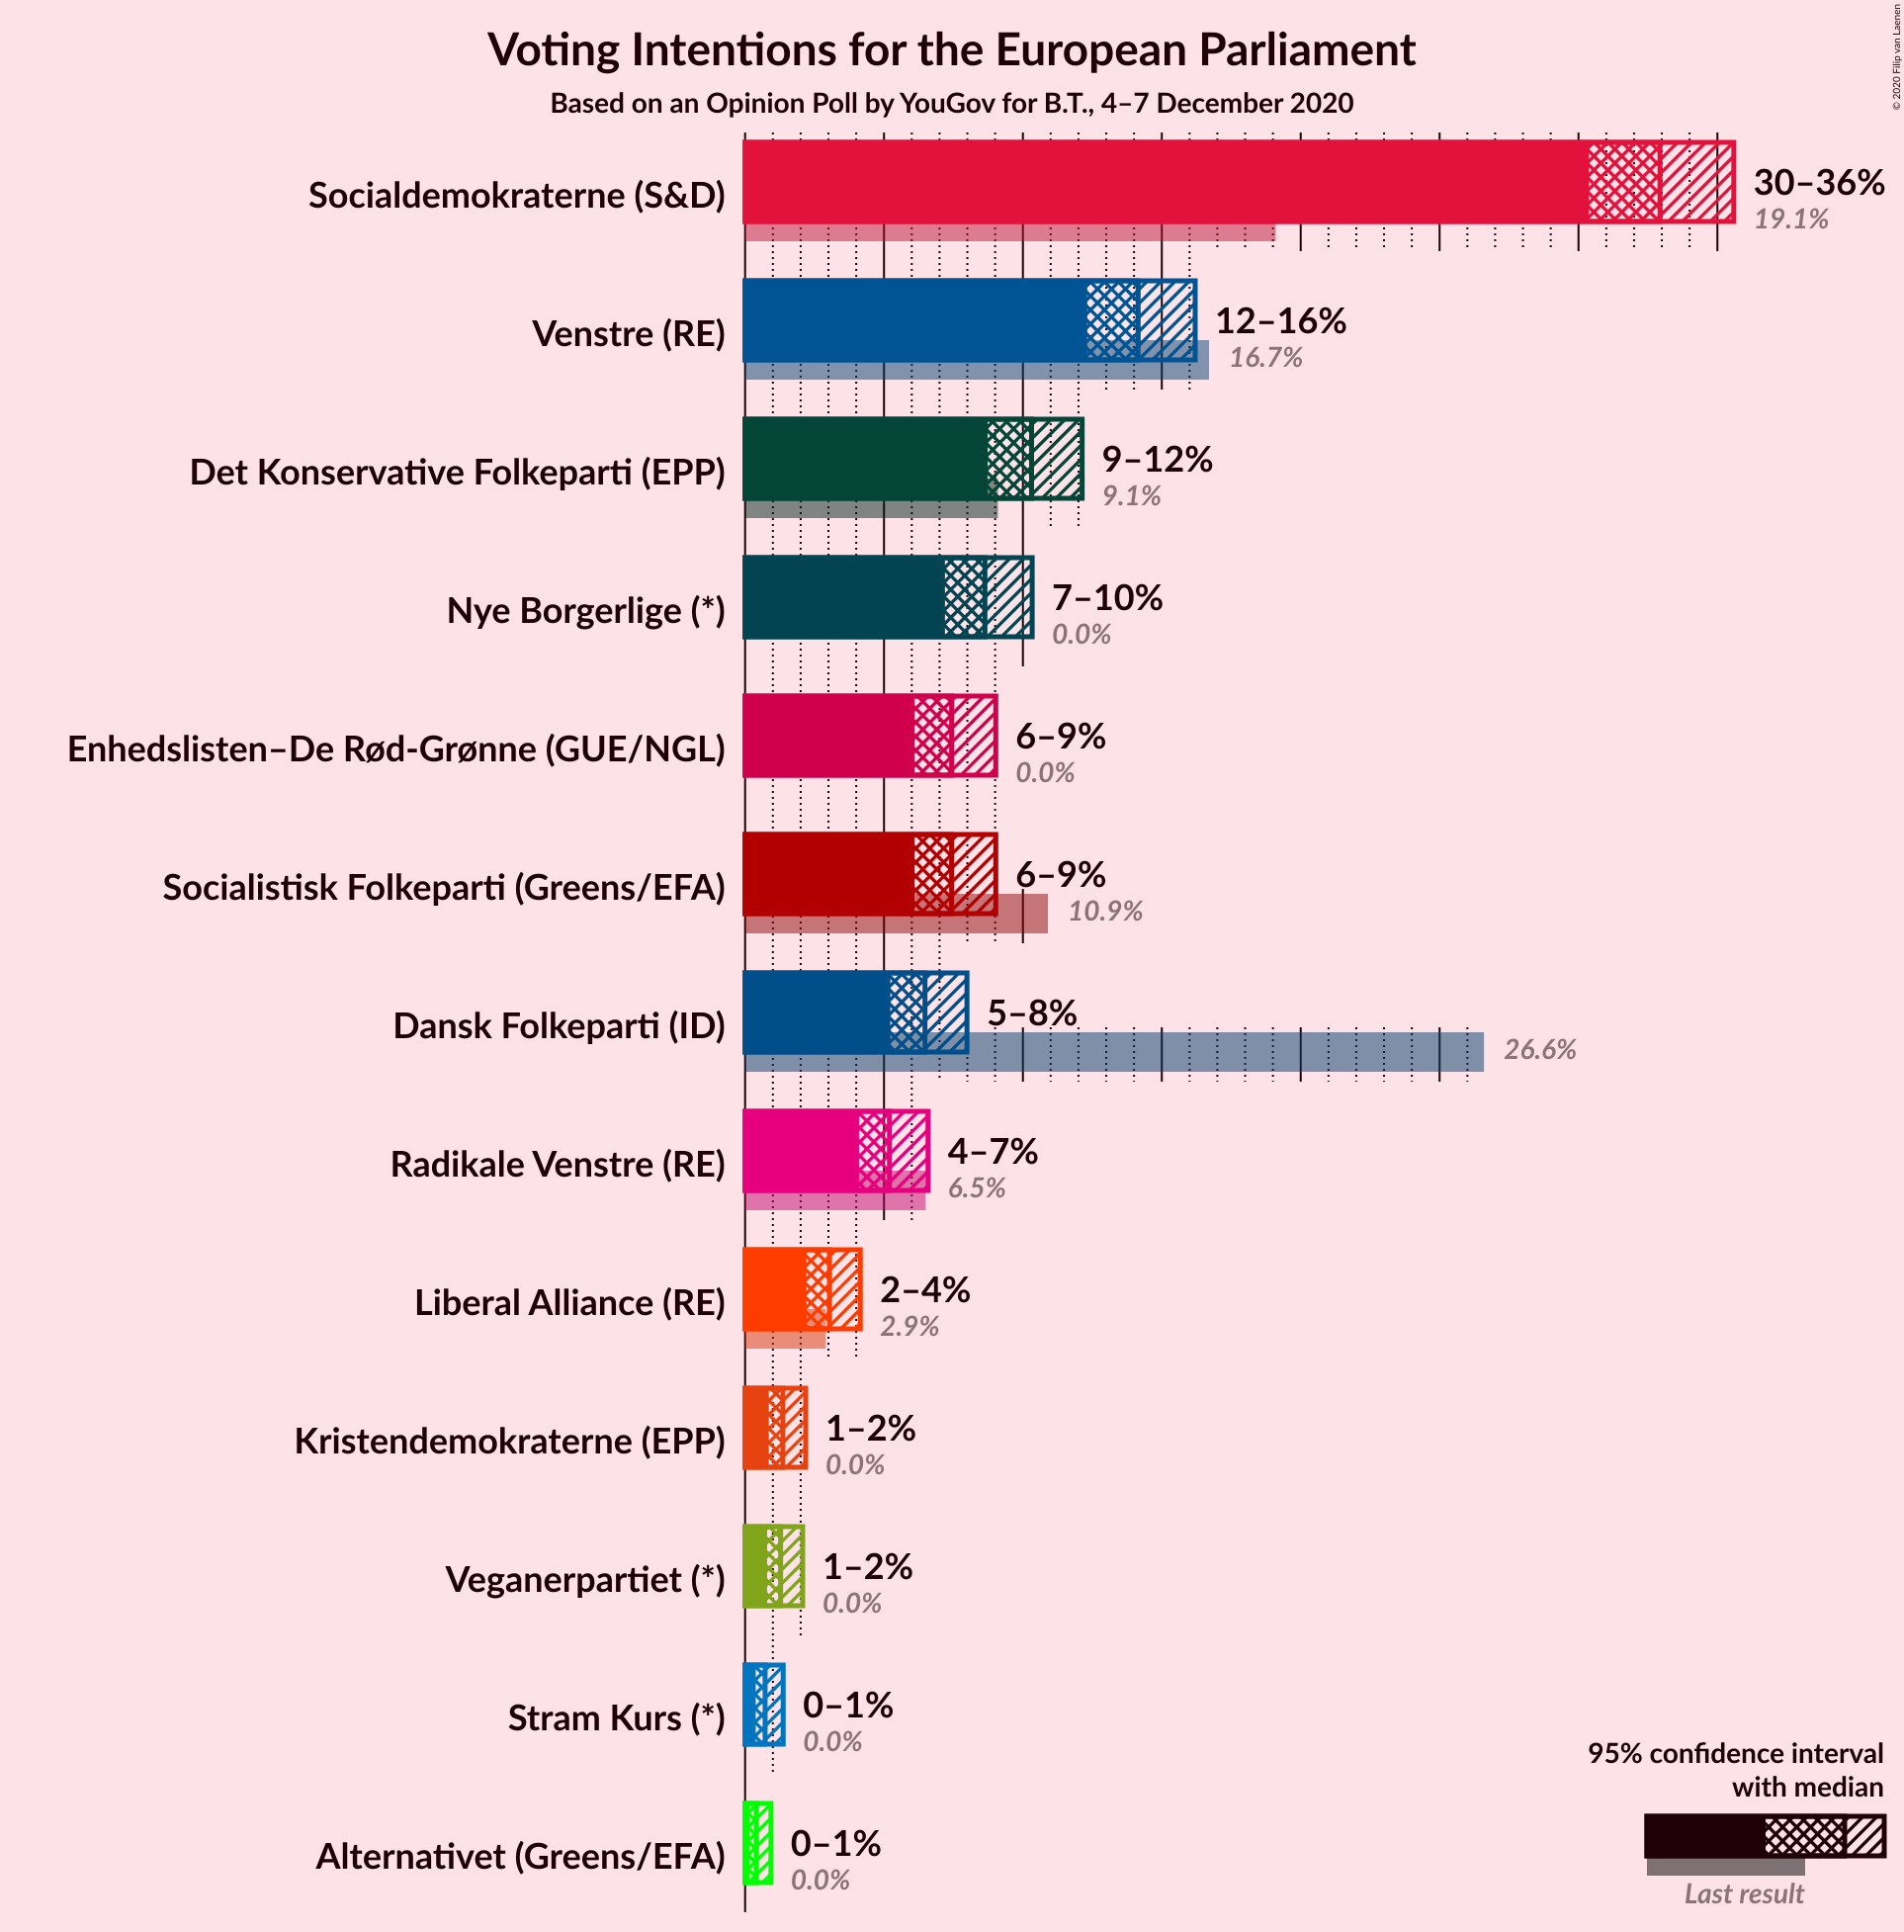 Voting Intentions for the European Parliament
Based on an Opinion Poll by YouGov for B.T., 4–7 December 2020
© 2020 Filip van Laenen
Socialdemokraterne (S&D)
30–36%
19.1%
Venstre (RE)
12–16%
16.7%
Det Konservative Folkeparti (EPP)
9–12%
9.1%
Nye Borgerlige (*)
7–10%
0.0%
Enhedslisten–De Rød-Grønne (GUE/NGL)
6–9%
0.0%
Socialistisk Folkeparti (Greens/EFA)
6–9%
10.9%
Dansk Folkeparti (ID)
5–8%
26.6%
Radikale Venstre (RE)
4–7%
6.5%
Liberal Alliance (RE)
2–4%
2.9%
Kristendemokraterne (EPP)
1–2%
0.0%
Veganerpartiet (*)
1–2%
0.0%
Stram Kurs (*)
0–1%
0.0%
Alternativet (Greens/EFA)
0–1%
0.0%
95% confidence interval
with median
Last result